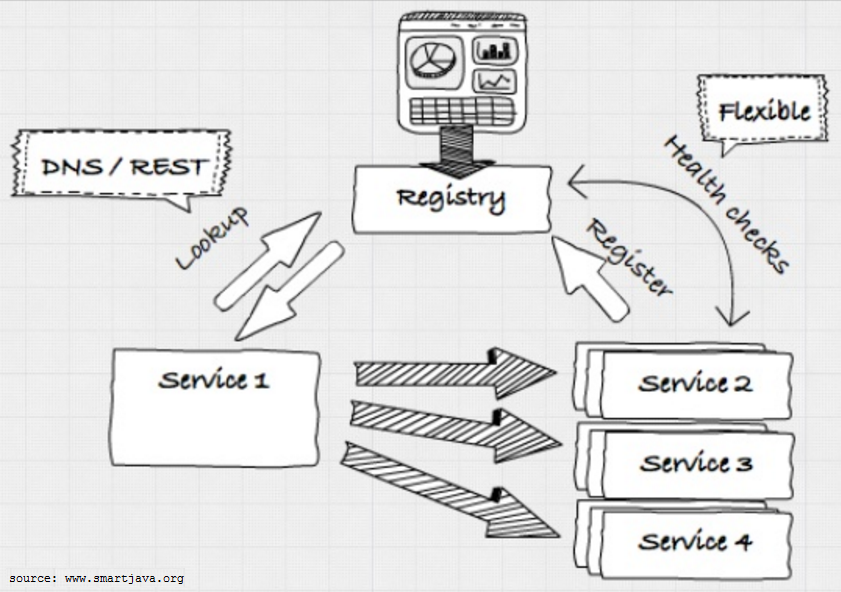 Flexible
DNS / REST
Registry
Health checks
Lookup
Register
Service 1
Service 2
Service 3
Service 4
source: www.smartjava.org